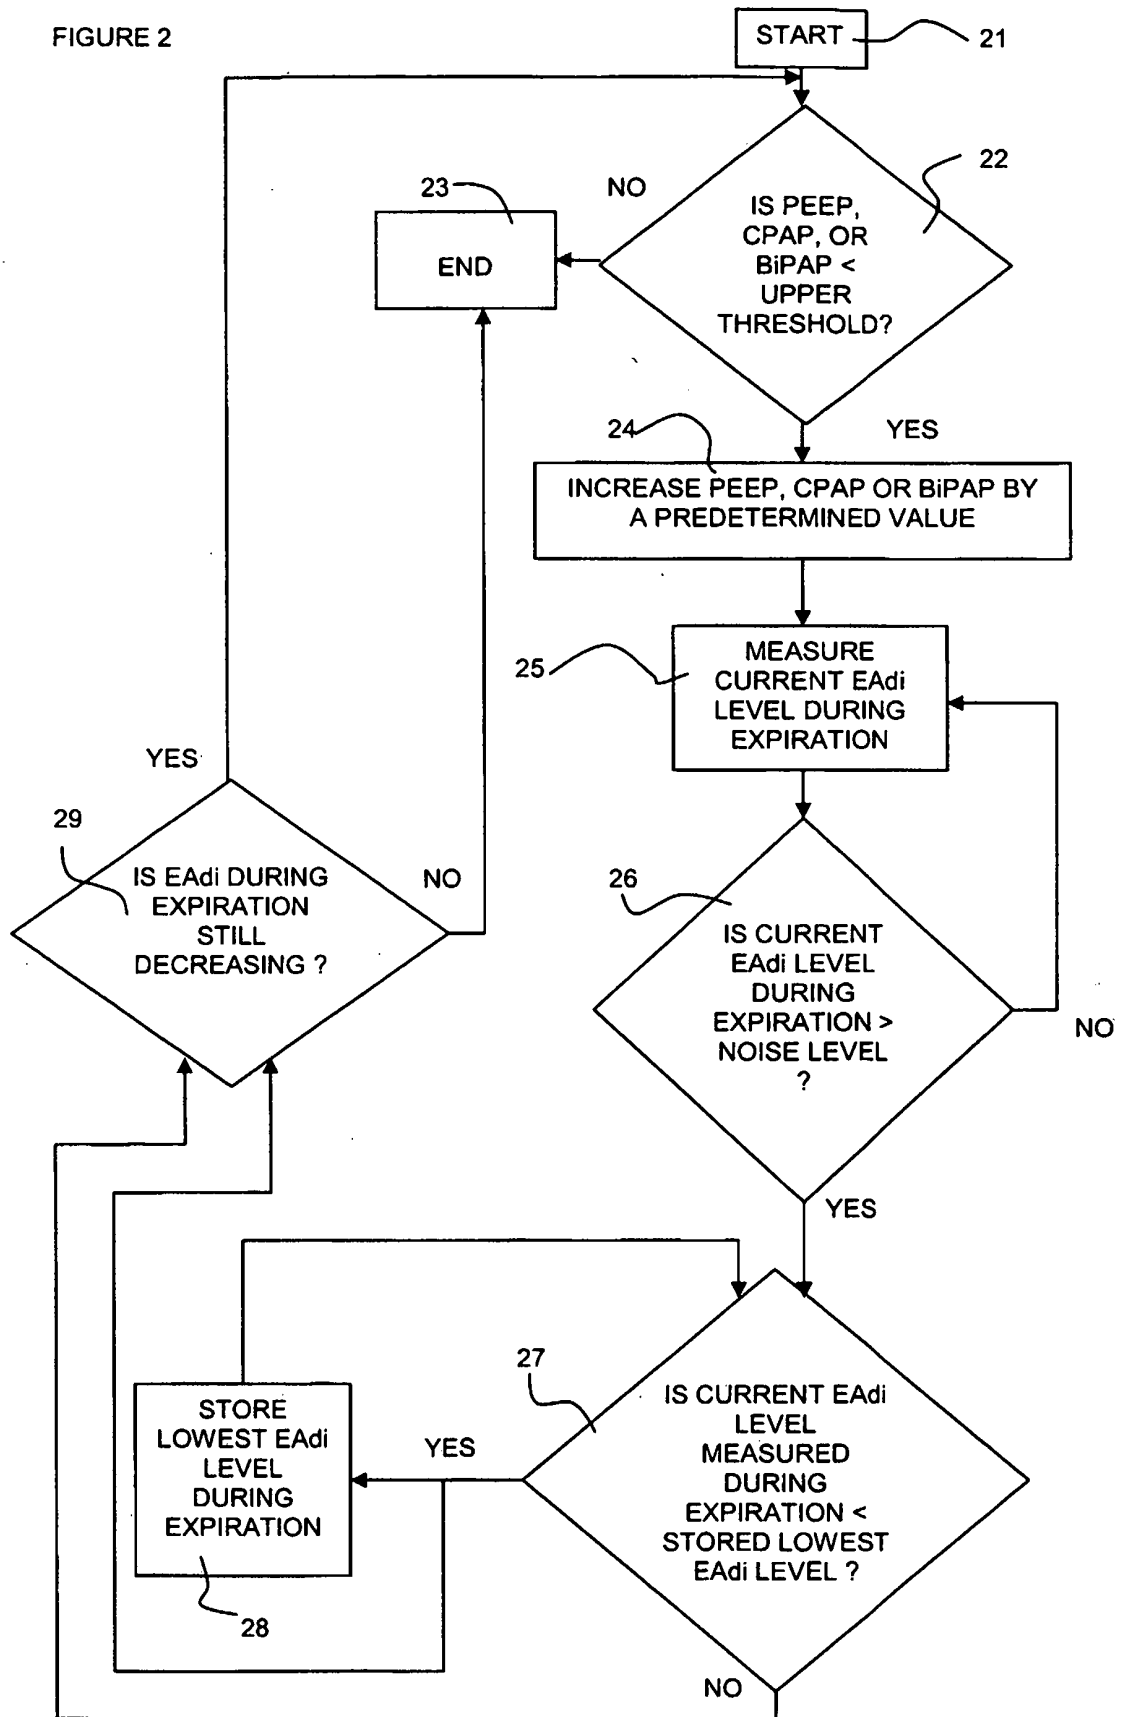 FIGURE 2
START
21
22
NO
IS PEEP,
CPAP, OR
BiPAP <
UPPER
THRESHOLD?
23
END
YES
24
INCREASE PEEP, CPAP OR BiPAP BY
A PREDETERMINED VALUE
25
MEASURE
CURRENT EAdi
LEVEL DURING
EXPIRATION
26
IS CURRENT
EAdi LEVEL
DURING
EXPIRATION >
NOISE LEVEL
?
NO
YES
27
IS CURRENT EAdi
LEVEL
MEASURED
DURING
EXPIRATION <
STORED LOWEST
EAdi LEVEL ?
YES
STORE
LOWEST EAdi
LEVEL
DURING
EXPIRATION
28
NO
29
IS EAdi DURING
EXPIRATION
STILL
DECREASING ?
YES
NO